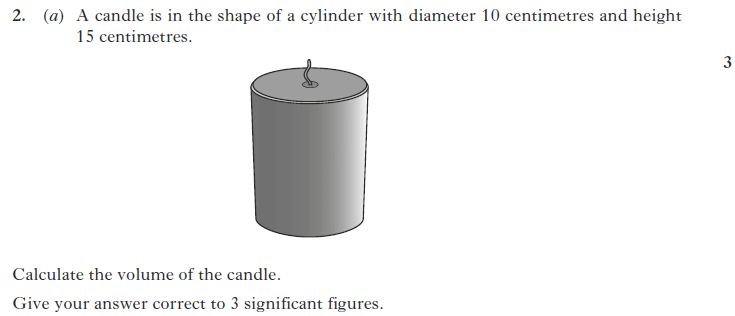 2. (a) A candle is in the shape of a cylinder with diameter 10 centimetres and height
15 centimetres.
3
Calculate the volume of the candle.
Give your answer correct to 3 significant figures.